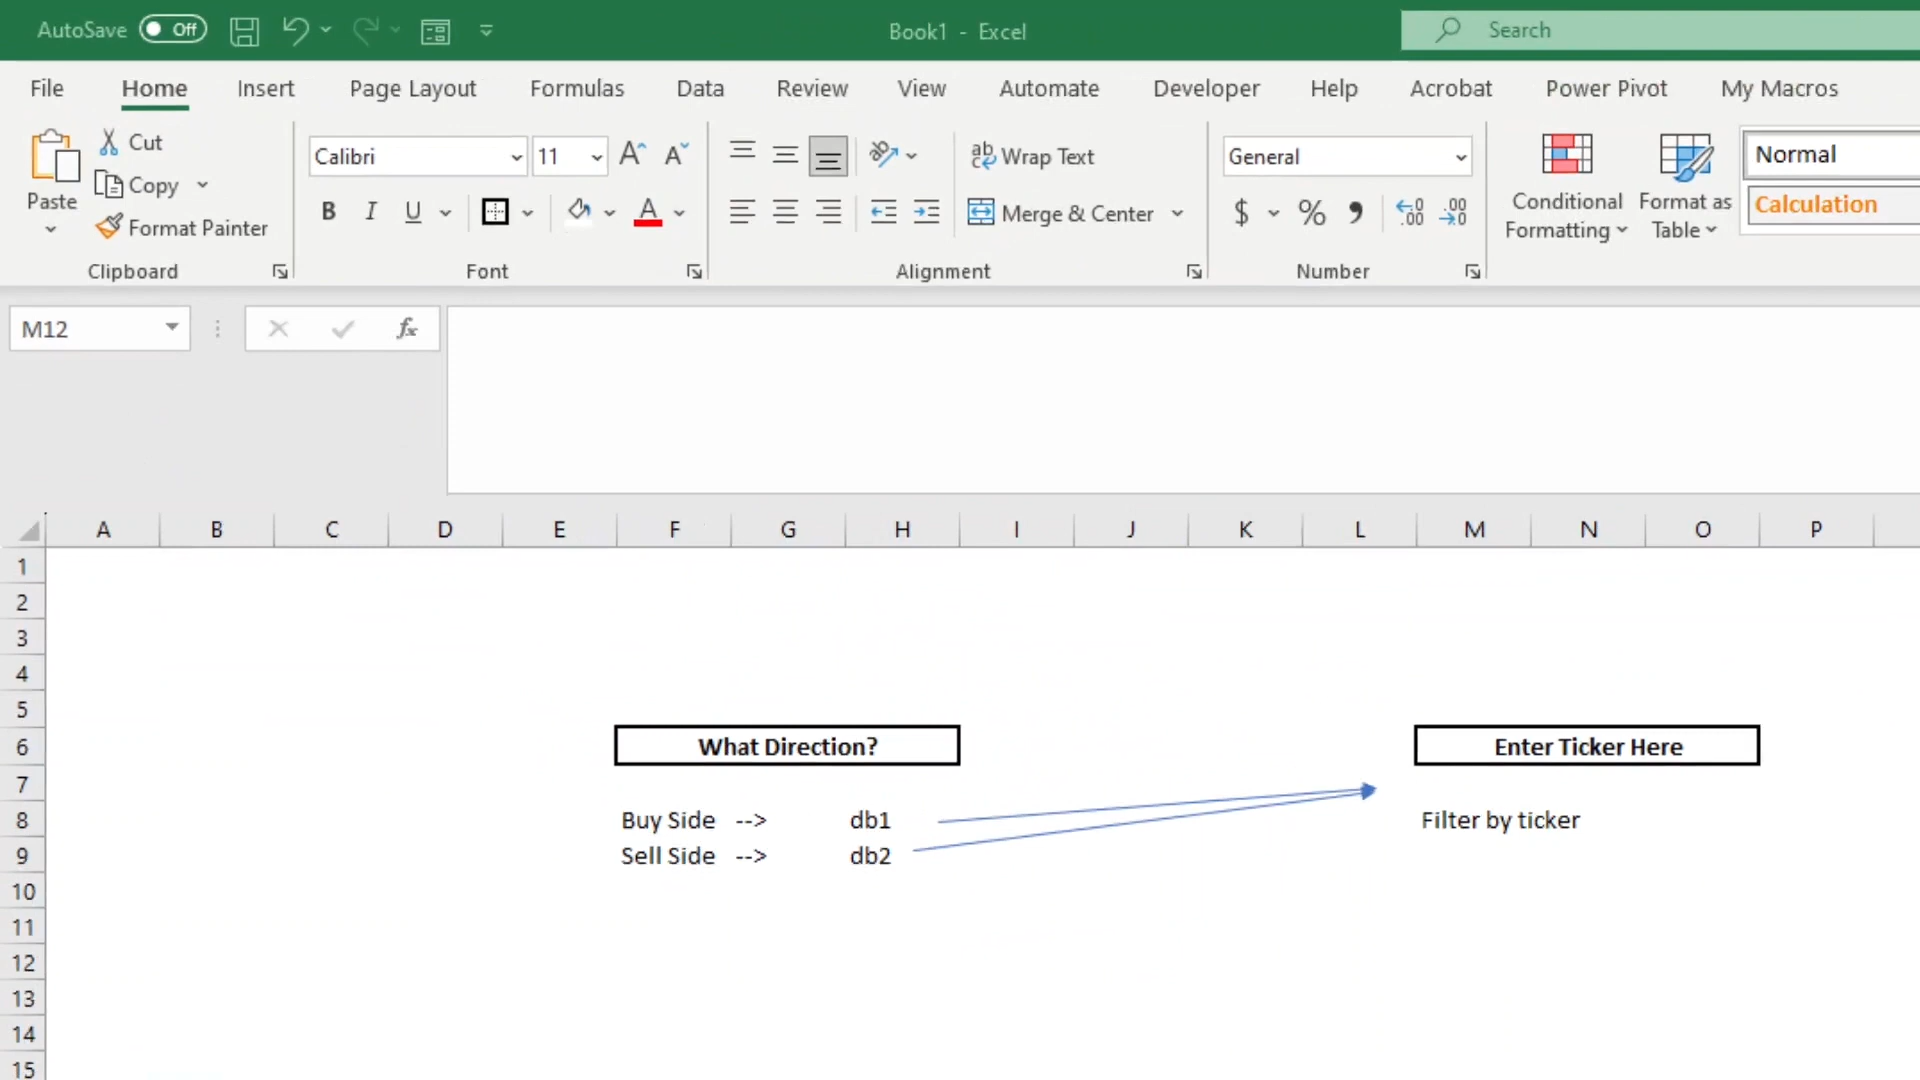 AutoSave Off
Book1 - Excel
Search
File Home Insert Page Layout Formulas Data Review View Automate Developer Help Acrobat Power Pivot My Macros
Paste
Cut
Copy
Format Painter
Clipboard
Calibri 11
B I U A
Font
Wrap Text
Merge & Center
Alignment
General
$ % ,
Number
Conditional Formatting
Format as Table
Normal
Calculation
M12
fx
A B C D E F G H I J K L M N O P
1
2
3
4
5
6 What Direction? Enter Ticker Here
7
8 Buy Side --> db1 Filter by ticker
9 Sell Side --> db2
10
11
12
13
14
15